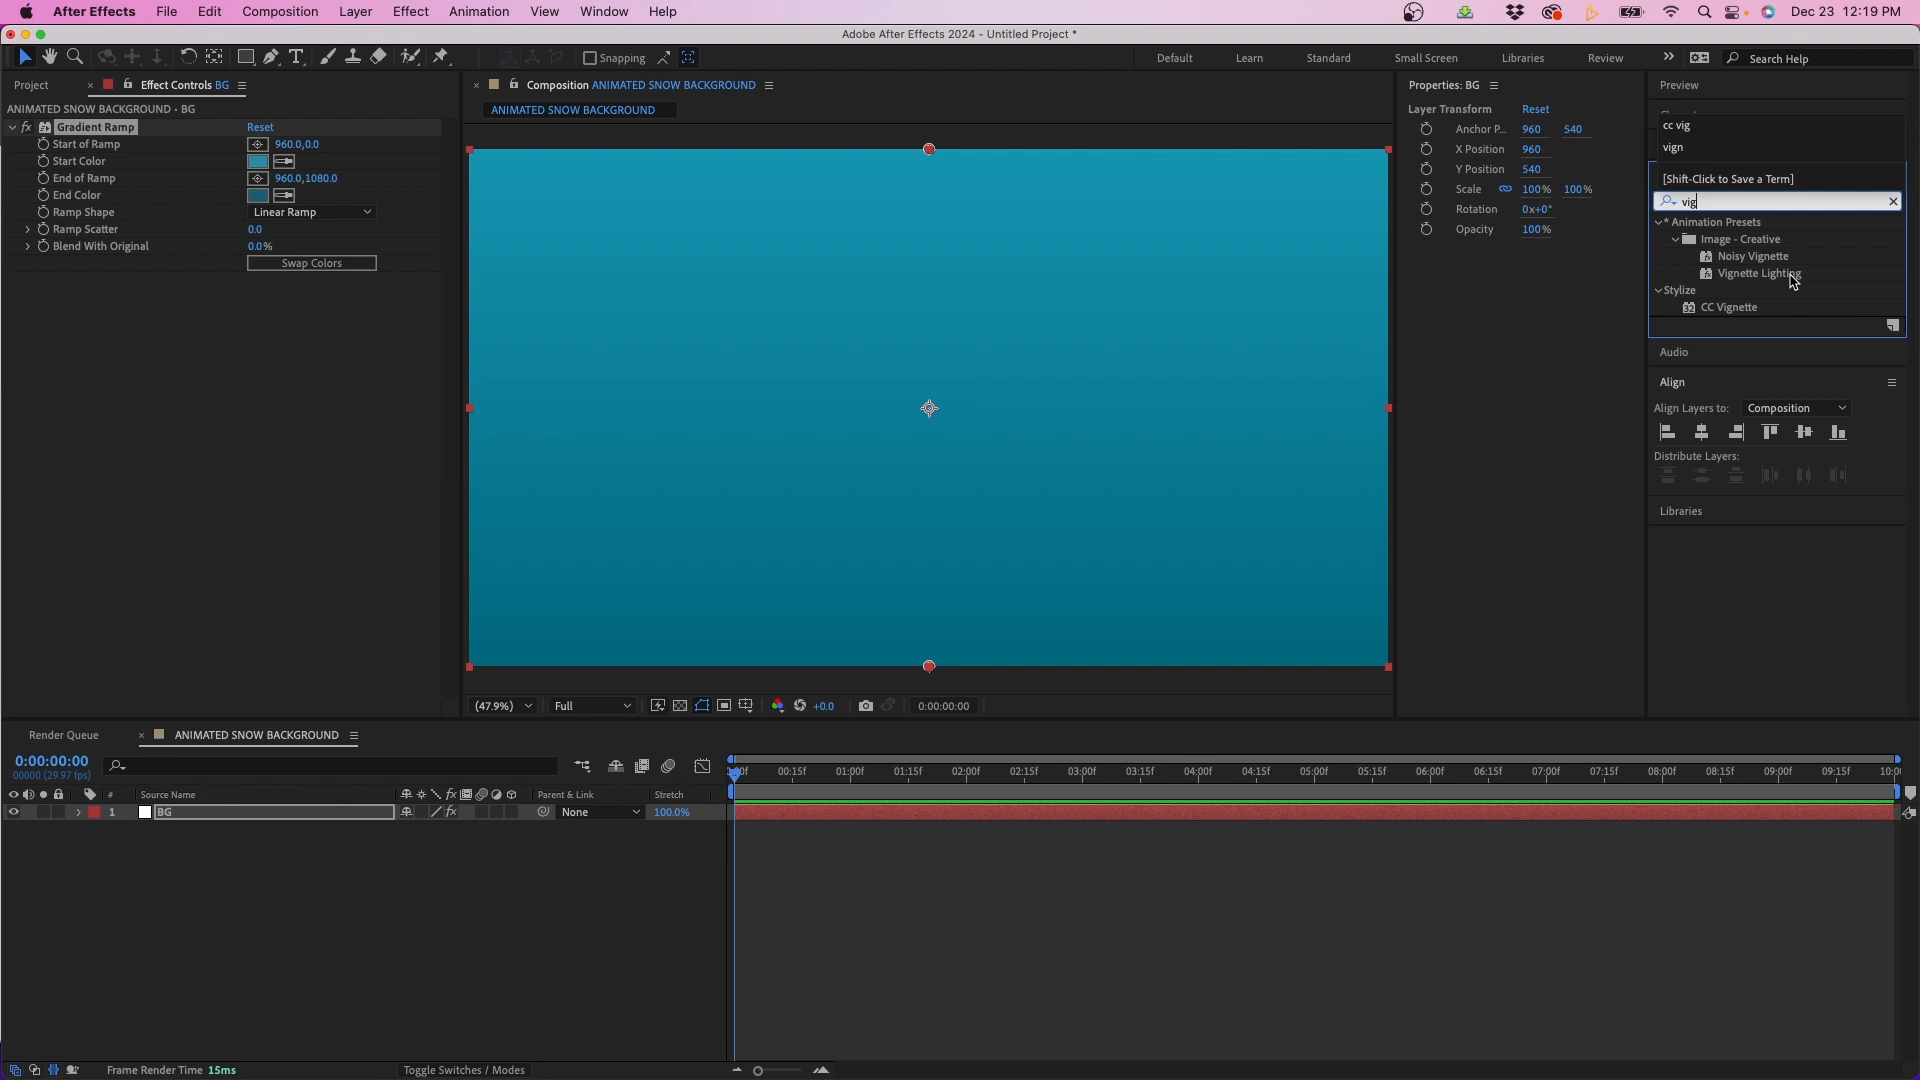 After Effects File Edit Composition Layer Effect Animation View Window Help Dec 23 12:19 PM
Adobe After Effects 2024 - Untitled Project *
Snapping Default Learn Standard Small Screen Libraries Review Search Help
Project Effect Controls BG
ANIMATED SNOW BACKGROUND • BG
Gradient Ramp Reset
Start of Ramp 960.0,0.0
Start Color
End of Ramp 960.0,1080.0
End Color
Ramp Shape Linear Ramp
Ramp Scatter 0.0
Blend With Original 0.0%
Swap Colors
Composition ANIMATED SNOW BACKGROUND
ANIMATED SNOW BACKGROUND
(47.9%) Full +0.0 0:00:00:00
Properties: BG
Layer Transform Reset
Anchor P... 960 540
X Position 960
Y Position 540
Scale 100% 100%
Rotation 0x+0°
Opacity 100%
Preview
cc vig
vign
[Shift-Click to Save a Term]
vig
* Animation Presets
Image - Creative
Noisy Vignette
Vignette Lighting
Stylize
32 CC Vignette
Audio
Align
Align Layers to: Composition
Distribute Layers:
Libraries
Render Queue ANIMATED SNOW BACKGROUND
0:00:00:00
00000 (29.97 fps)
00:15f 01:00f 01:15f 02:00f 02:15f 03:00f 03:15f 04:00f 04:15f 05:00f 05:15f 06:00f 06:15f 07:00f 07:15f 08:00f 08:15f 09:00f 09:15f
# Source Name Parent & Link Stretch
1 BG None 100.0%
Frame Render Time 15ms Toggle Switches / Modes